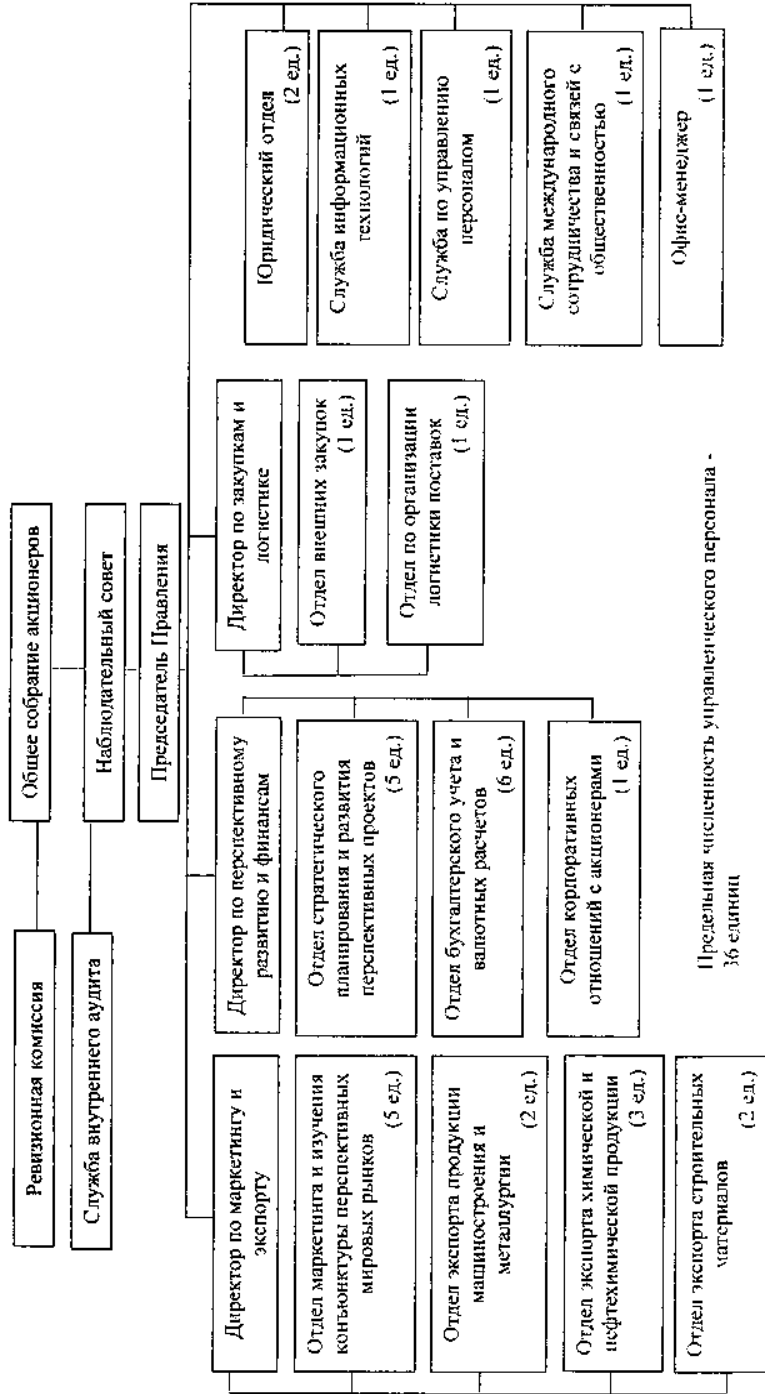 Общее собрание акционеров
Ревизионная комиссия
Наблюдательный совет
Служба внутреннего аудита
Председатель Правления
Директор по маркетингу и
экспорту
Отдел маркетинга и изучения
конъюнктуры перспективных
мировых рынков
(5 ед.)
Отдел экспорта продукции
машиностроения и
металлургии
(2 ед.)
Отдел экспорта химической и
нефтехимической продукции
(3 ед.)
Отдел экспорта строительных
материалов
(2 ед.)
Директор по перспективному
развитию и финансам
Отдел стратегического
планирования и развития
перспективных проектов
(5 ед.)
Отдел бухгалтерского учета и
валютных расчетов
(6 ед.)
Отдел корпоративных
отношений с акционерами
(1 ед.)
Директор по закупкам и
логистике
Отдел внешних закупок
(1 ед.)
Отдел по организации
логистики поставок
(1 ед.)
Юридический отдел
(2 ед.)
Служба информационных
технологий
(1 ед.)
Служба по управлению
персоналом
(1 ед.)
Служба международного
сотрудничества и связей с
общественностью
(1 ед.)
Офис-менеджер
(1 ед.)
Предельная численность управленческого персонала -
36 единиц